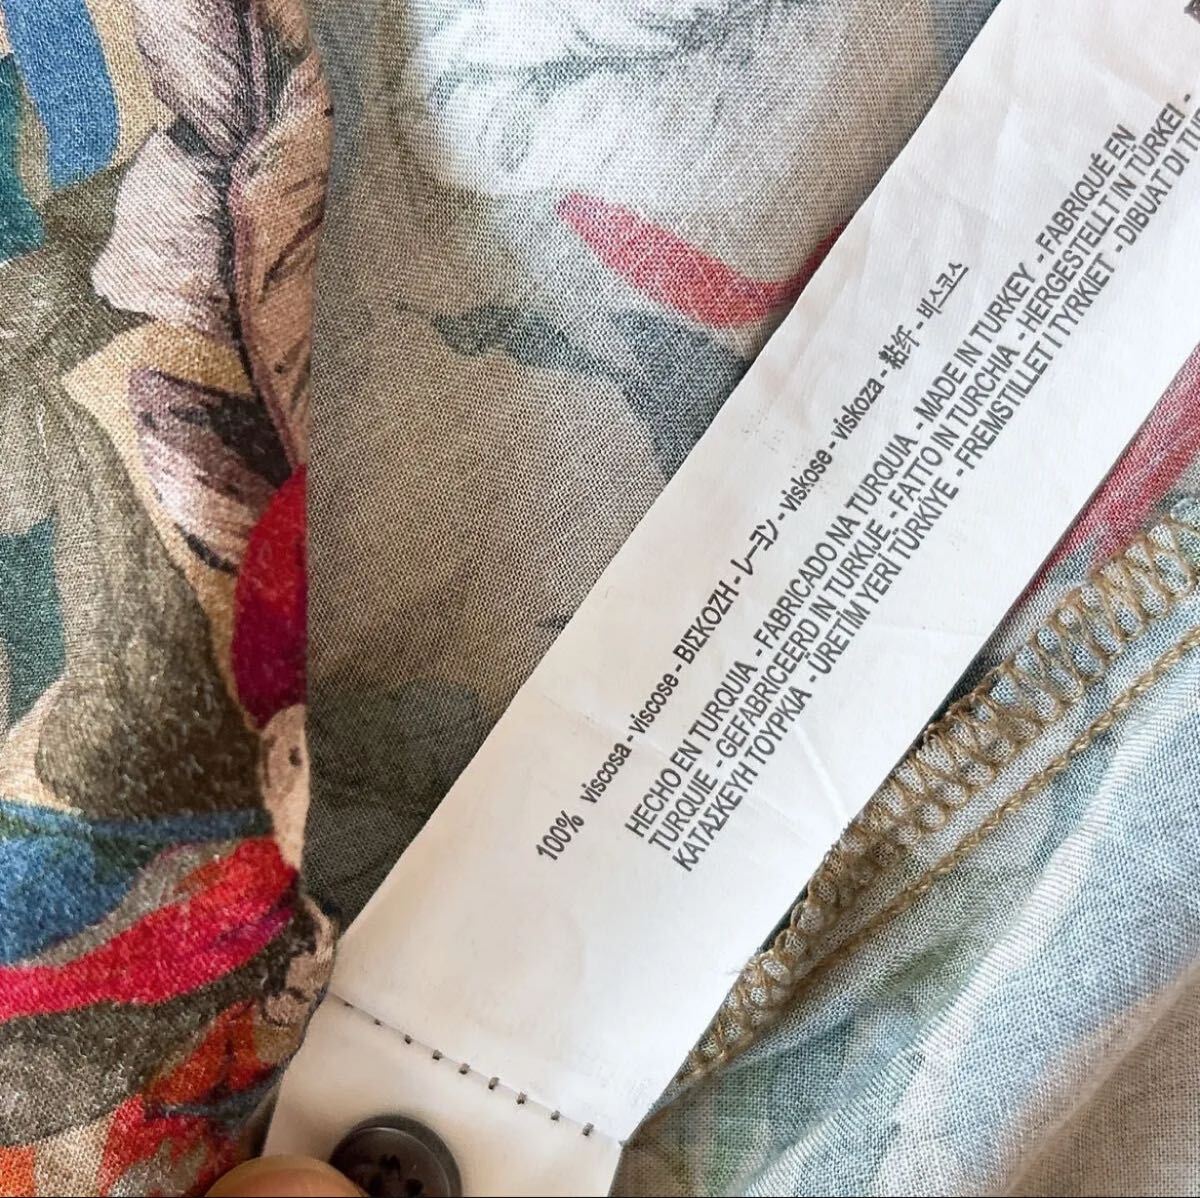 100% viscosa - viscose - ΒΙΣΚΟΖΗ - レーヨン - viskose - viskoza - 粘纤 - 비스코스
HECHO EN TURQUIA - FABRICADO NA TURQUIA - MADE IN TURKEY - FABRIQUÉ EN
TURQUIE - GEFABRICEERD IN TURKIJE - FATTO IN TURCHIA - HERGESTELLT IN TÜRKEI -
ΚΑΤΑΣΚΕΥΗ ΤΟΥΡΚΙΑ - ÜRETİM YERİ TÜRKİYE - FREMSTILLET I TYRKIET - DIBUAT DI